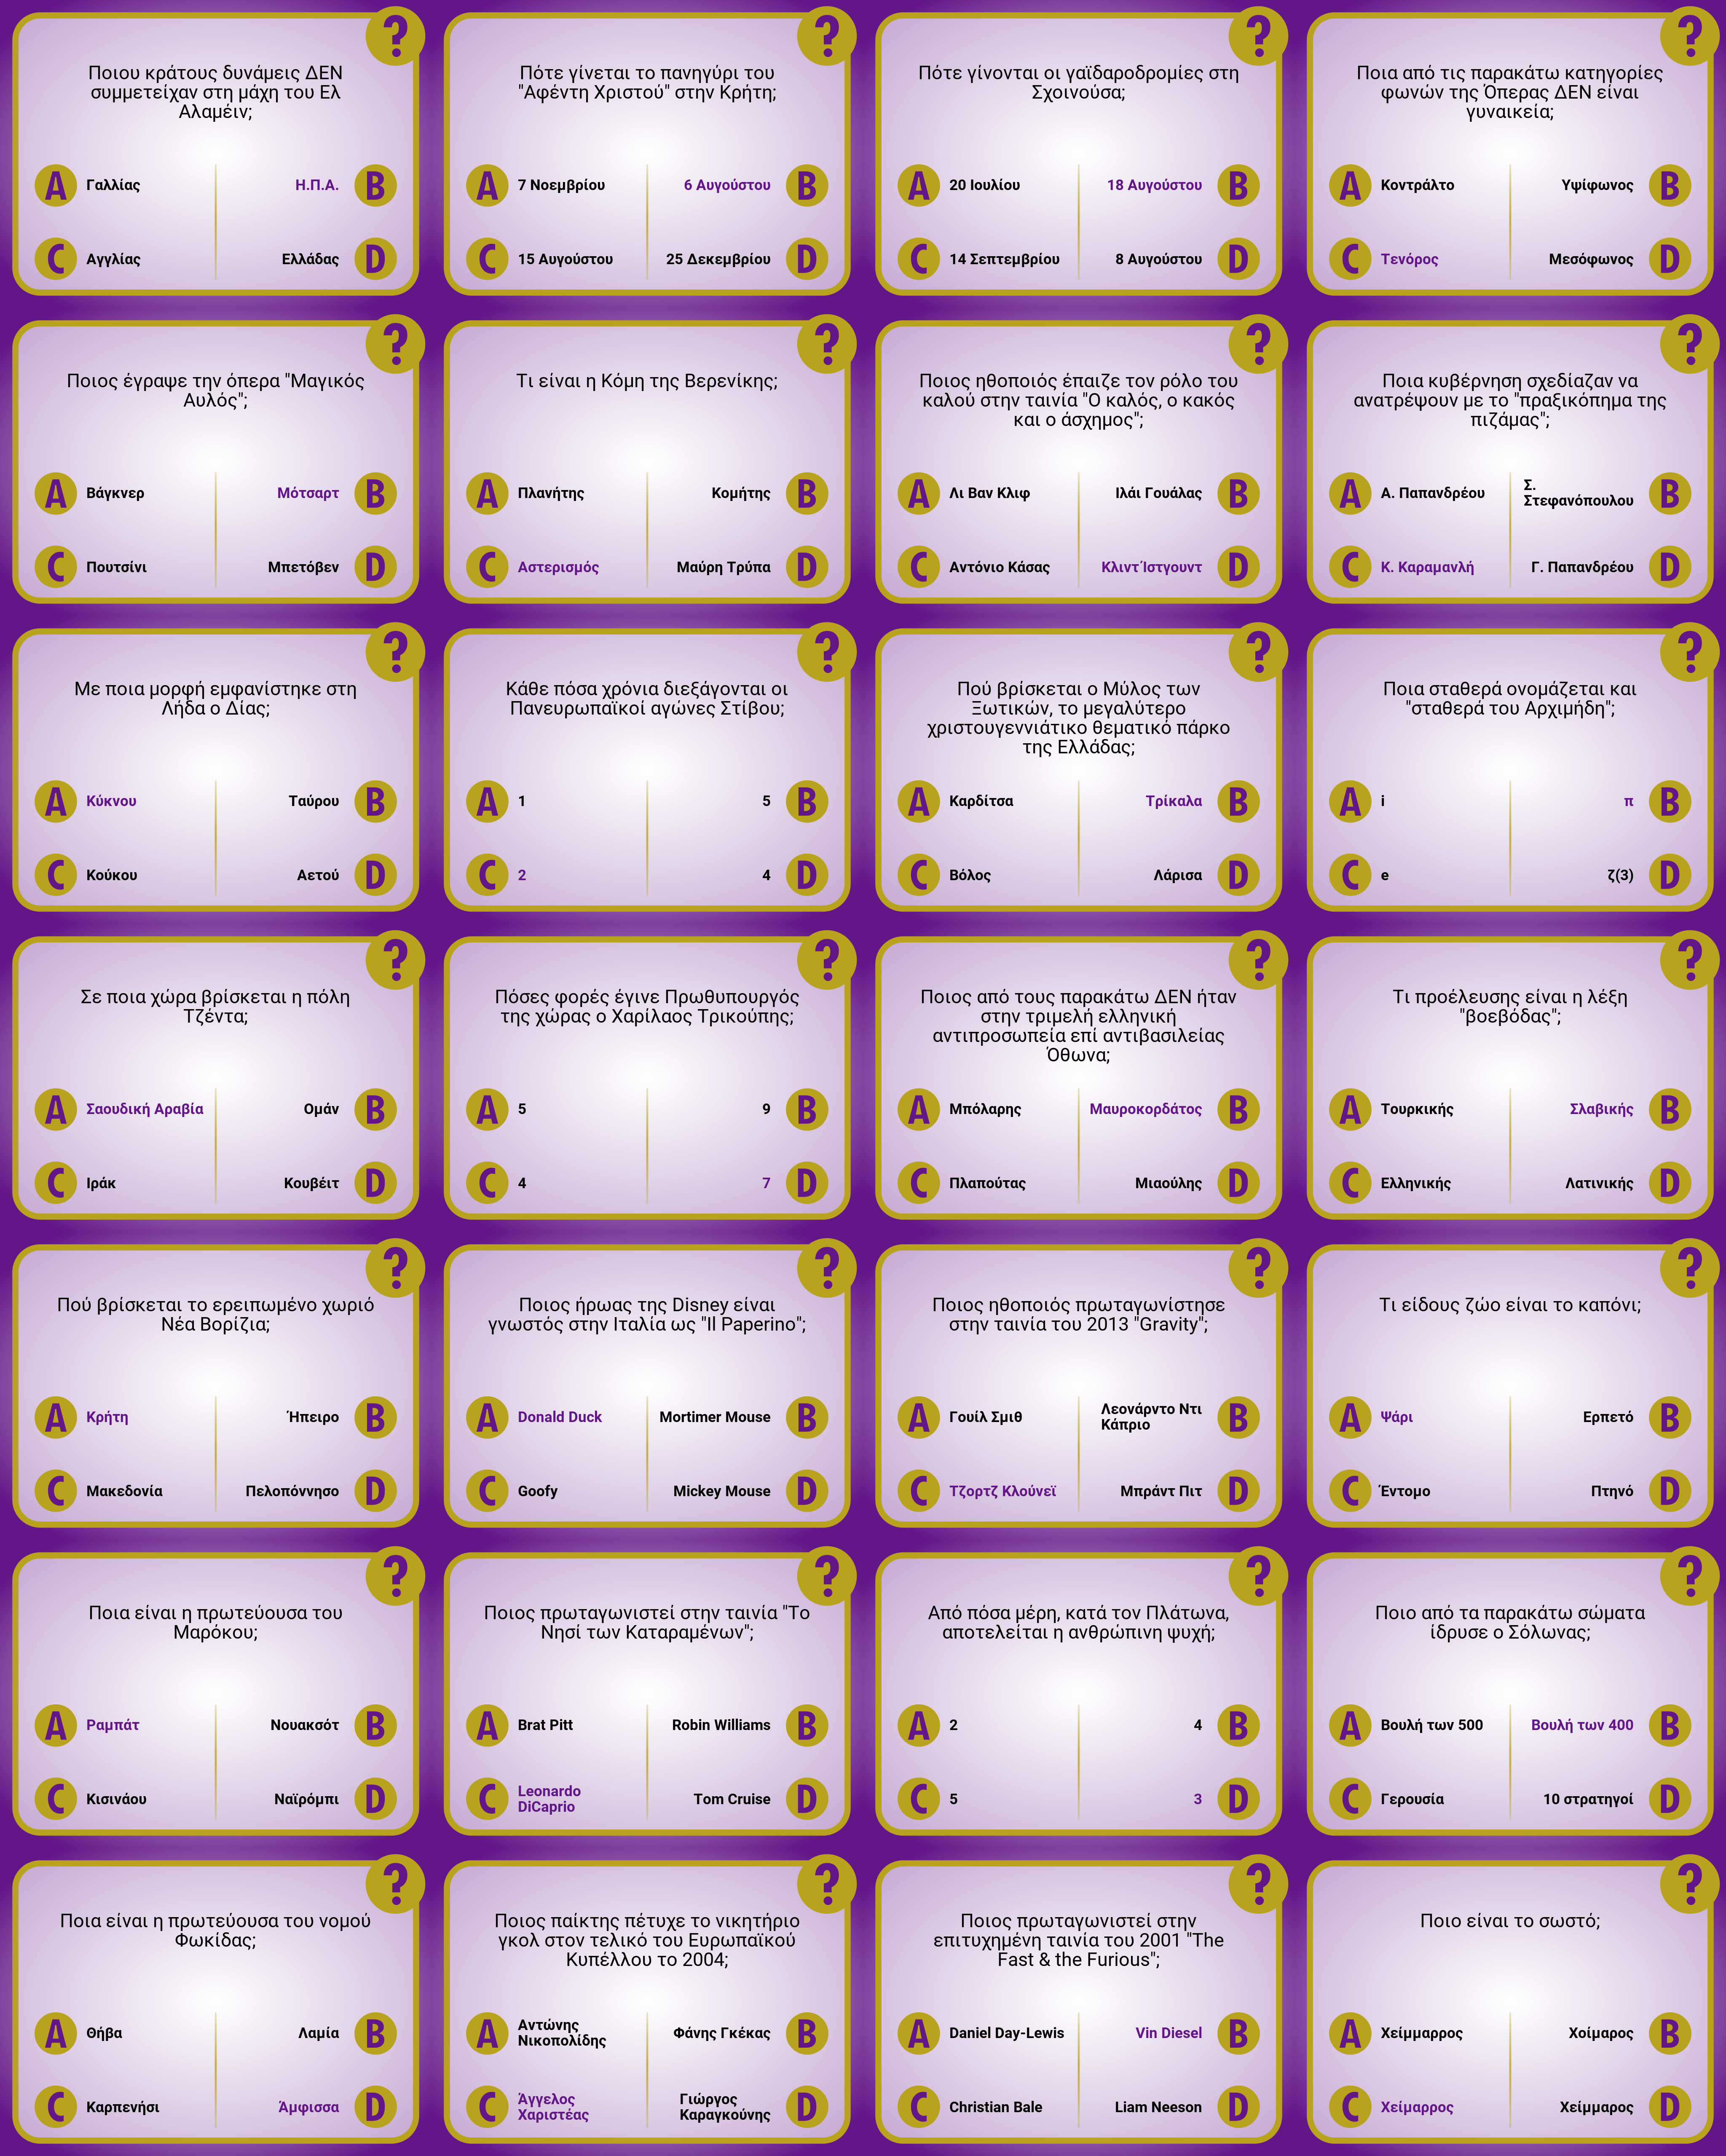 ?
Ποιου κράτους δυνάμεις ΔΕΝ
συμμετείχαν στη μάχη του Ελ
Αλαμέιν;
A Γαλλίας
Η.Π.Α. B
C Αγγλίας
Ελλάδας D
?
Πότε γίνεται το πανηγύρι του
"Αφέντη Χριστού" στην Κρήτη;
A 7 Νοεμβρίου
6 Αυγούστου B
C 15 Αυγούστου
25 Δεκεμβρίου D
?
Πότε γίνονται οι γαϊδαροδρομίες στη
Σχοινούσα;
A 20 Ιουλίου
18 Αυγούστου B
C 14 Σεπτεμβρίου
8 Αυγούστου D
?
Ποια από τις παρακάτω κατηγορίες
φωνών της Όπερας ΔΕΝ είναι
γυναικεία;
A Κοντράλτο
Υψίφωνος B
C Τενόρος
Μεσόφωνος D
?
Ποιος έγραψε την όπερα "Μαγικός
Αυλός";
A Βάγκνερ
Μότσαρτ B
C Πουτσίνι
Μπετόβεν D
?
Τι είναι η Κόμη της Βερενίκης;
A Πλανήτης
Κομήτης B
C Αστερισμός
Μαύρη Τρύπα D
?
Ποιος ηθοποιός έπαιζε τον ρόλο του
καλού στην ταινία "Ο καλός, ο κακός
και ο άσχημος";
A Λι Βαν Κλιφ
Ιλάι Γουάλας B
C Αντόνιο Κάσας
Κλιντ Ίστγουντ D
?
Ποια κυβέρνηση σχεδίαζαν να
ανατρέψουν με το "πραξικόπημα της
πιζάμας";
A Α. Παπανδρέου
Σ.
Στεφανόπουλου B
C Κ. Καραμανλή
Γ. Παπανδρέου D
?
Με ποια μορφή εμφανίστηκε στη
Λήδα ο Δίας;
A Κύκνου
Ταύρου B
C Κούκου
Αετού D
?
Κάθε πόσα χρόνια διεξάγονται οι
Πανευρωπαϊκοί αγώνες Στίβου;
A 1
5 B
C 2
4 D
?
Πού βρίσκεται ο Μύλος των
Ξωτικών, το μεγαλύτερο
χριστουγεννιάτικο θεματικό πάρκο
της Ελλάδας;
A Καρδίτσα
Τρίκαλα B
C Βόλος
Λάρισα D
?
Ποια σταθερά ονομάζεται και
"σταθερά του Αρχιμήδη";
A i
π B
C e
ζ(3) D
?
Σε ποια χώρα βρίσκεται η πόλη
Τζέντα;
A Σαουδική Αραβία
Ομάν B
C Ιράκ
Κουβέιτ D
?
Πόσες φορές έγινε Πρωθυπουργός
της χώρας ο Χαρίλαος Τρικούπης;
A 5
9 B
C 4
7 D
?
Ποιος από τους παρακάτω ΔΕΝ ήταν
στην τριμελή ελληνική
αντιπροσωπεία επί αντιβασιλείας
Όθωνα;
A Μπόλαρης
Μαυροκορδάτος B
C Πλαπούτας
Μιαούλης D
?
Τι προέλευσης είναι η λέξη
"βοεβόδας";
A Τουρκικής
Σλαβικής B
C Ελληνικής
Λατινικής D
?
Πού βρίσκεται το ερειπωμένο χωριό
Νέα Βορίζια;
A Κρήτη
Ήπειρο B
C Μακεδονία
Πελοπόννησο D
?
Ποιος ήρωας της Disney είναι
γνωστός στην Ιταλία ως "Il Paperino";
A Donald Duck
Mortimer Mouse B
C Goofy
Mickey Mouse D
?
Ποιος ηθοποιός πρωταγωνίστησε
στην ταινία του 2013 "Gravity";
A Γουίλ Σμιθ
Λεονάρντο Ντι
Κάπριο B
C Τζορτζ Κλούνεϊ
Μπράντ Πιτ D
?
Τι είδους ζώο είναι το καπόνι;
A Ψάρι
Ερπετό B
C Έντομο
Πτηνό D
?
Ποια είναι η πρωτεύουσα του
Μαρόκου;
A Ραμπάτ
Νουακσότ B
C Κισινάου
Ναϊρόμπι D
?
Ποιος πρωταγωνιστεί στην ταινία "Το
Νησί των Καταραμένων";
A Brat Pitt
Robin Williams B
C Leonardo
DiCaprio
Tom Cruise D
?
Από πόσα μέρη, κατά τον Πλάτωνα,
αποτελείται η ανθρώπινη ψυχή;
A 2
4 B
C 5
3 D
?
Ποιο από τα παρακάτω σώματα
ίδρυσε ο Σόλωνας;
A Βουλή των 500
Βουλή των 400 B
C Γερουσία
10 στρατηγοί D
?
Ποια είναι η πρωτεύουσα του νομού
Φωκίδας;
A Θήβα
Λαμία B
C Καρπενήσι
Άμφισσα D
?
Ποιος παίκτης πέτυχε το νικητήριο
γκολ στον τελικό του Ευρωπαϊκού
Κυπέλλου το 2004;
A Αντώνης
Νικοπολίδης
Φάνης Γκέκας B
C Άγγελος
Χαριστέας
Γιώργος
Καραγκούνης D
?
Ποιος πρωταγωνιστεί στην
επιτυχημένη ταινία του 2001 "The
Fast & the Furious";
A Daniel Day-Lewis
Vin Diesel B
C Christian Bale
Liam Neeson D
?
Ποιο είναι το σωστό;
A Χείμμαρρος
Χοίμαρος B
C Χείμαρρος
Χείμμαρος D